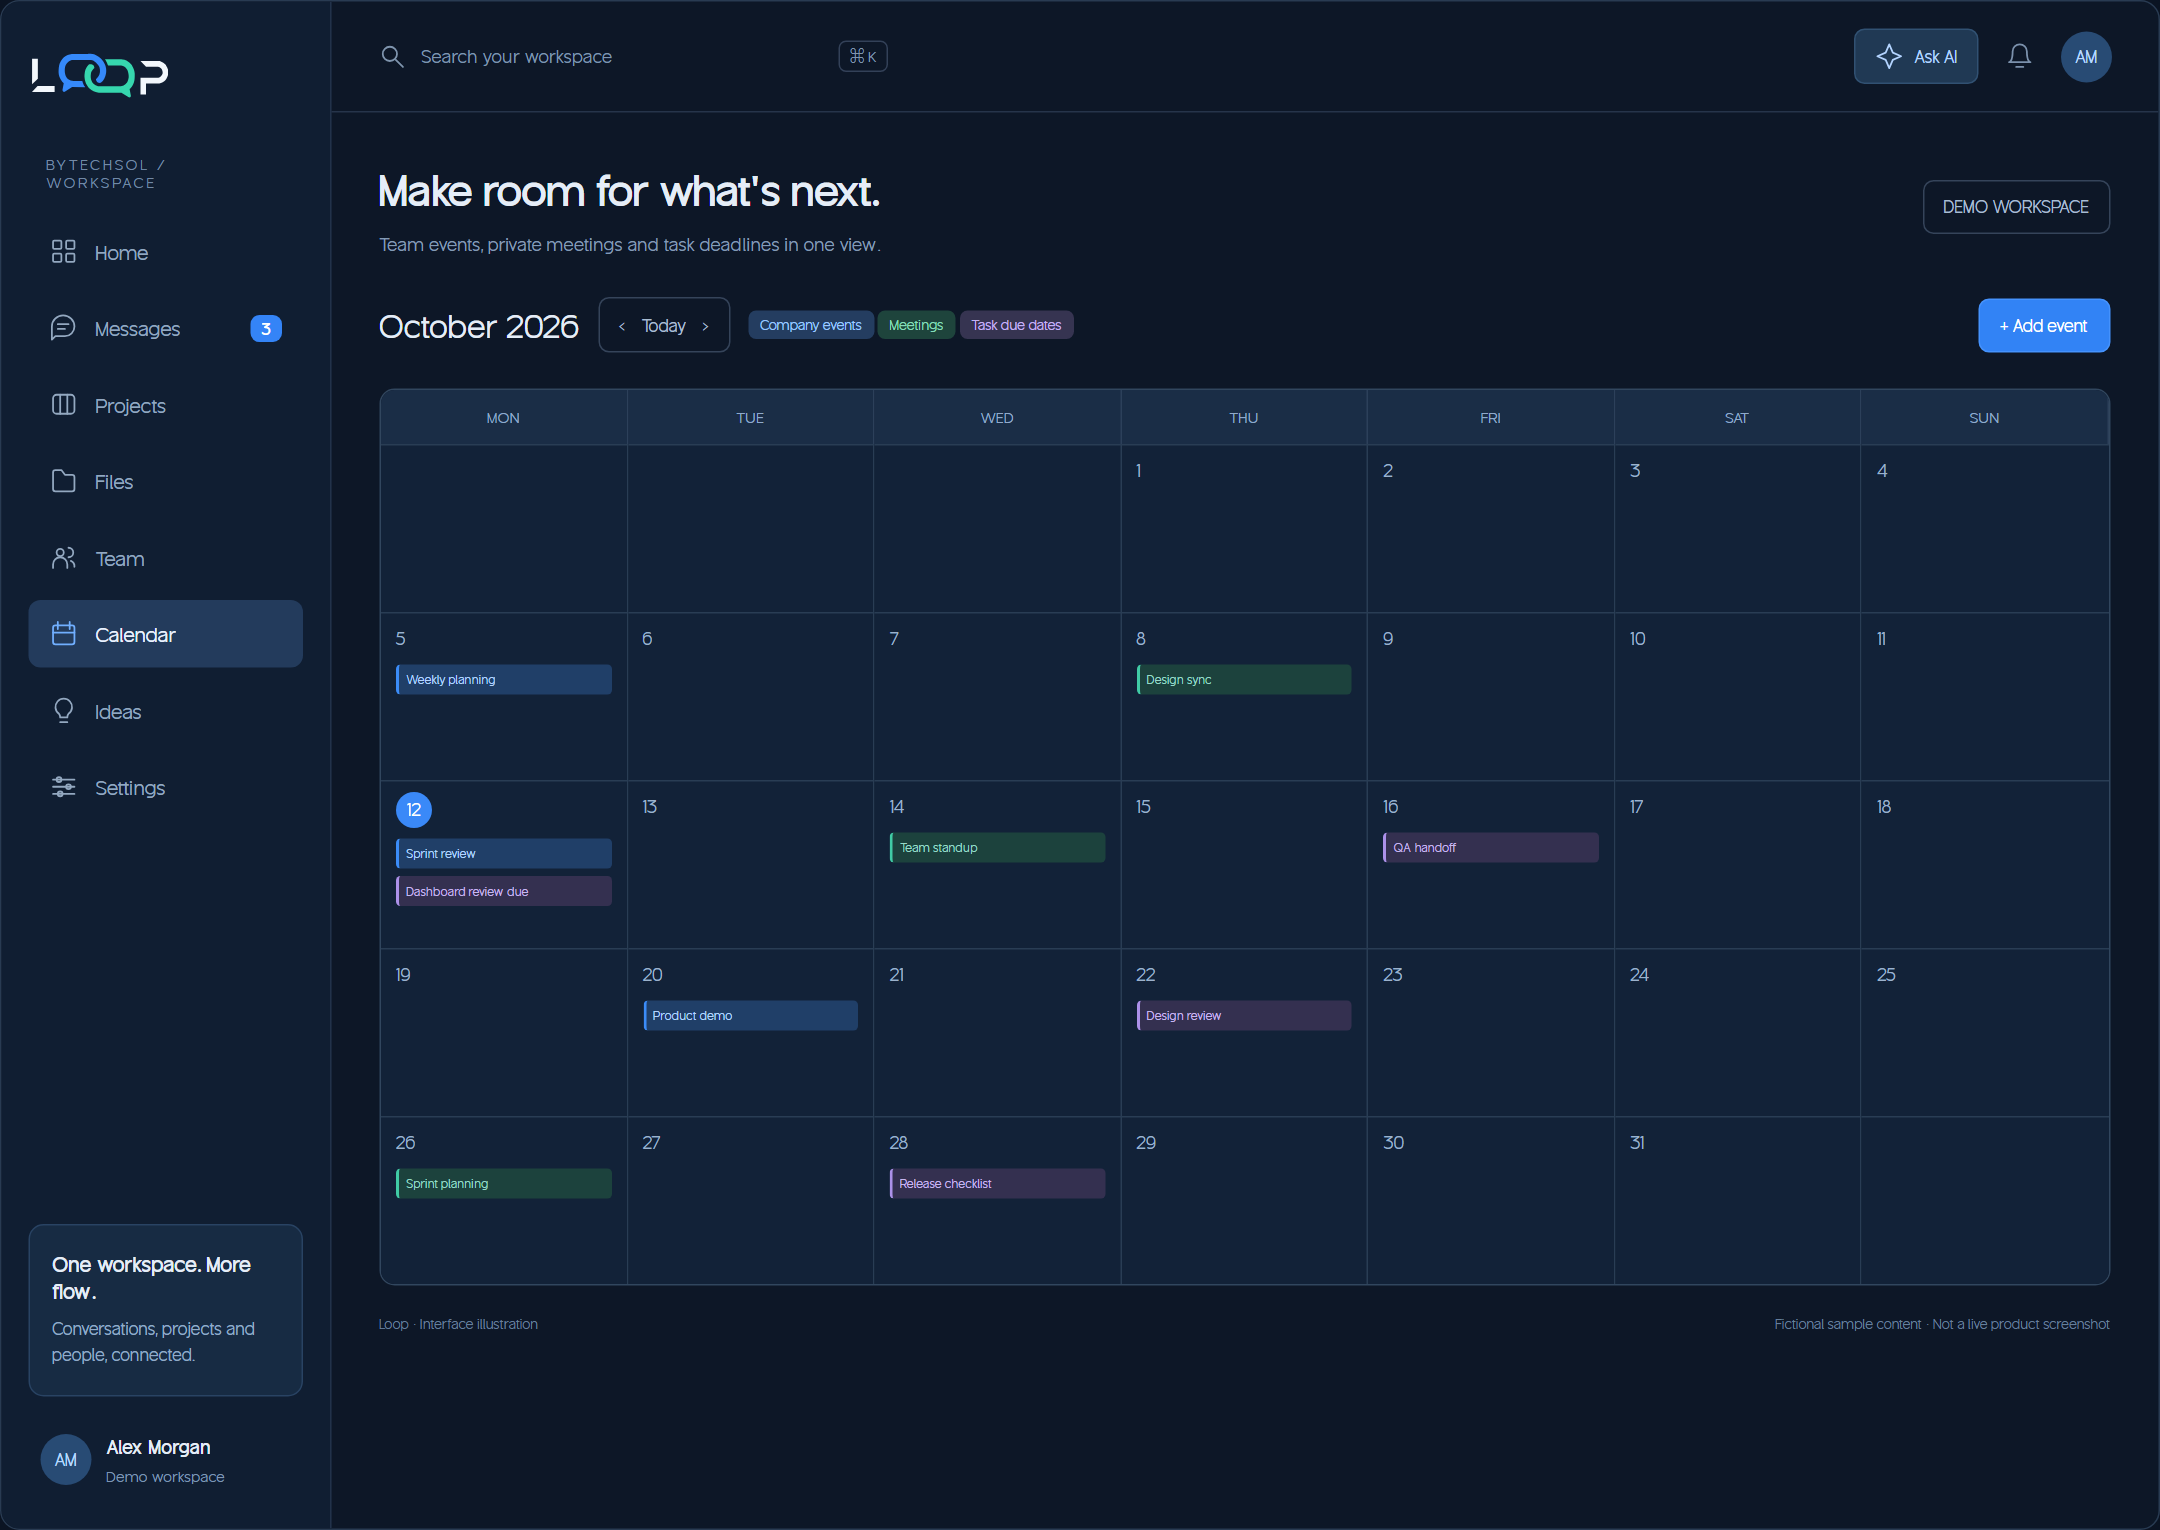 LOOP
BYTECHSOL /
WORKSPACE
Home
Messages 3
Projects
Files
Team
Calendar
Ideas
Settings
One workspace. More
flow.
Conversations, projects and
people, connected.
AM
Alex Morgan
Demo workspace
Search your workspace ⌘ K
Ask AI
AM
Make room for what's next.
Team events, private meetings and task deadlines in one view.
DEMO WORKSPACE
October 2026 ‹ Today › Company events Meetings Task due dates
+ Add event
MON TUE WED THU FRI SAT SUN
1 2 3 4
5 6 7 8 9 10 11
Weekly planning Design sync
12 13 14 15 16 17 18
Team standup QA handoff
Sprint review
Dashboard review due
19 20 21 22 23 24 25
Product demo Design review
26 27 28 29 30 31
Sprint planning Release checklist
Loop · Interface illustration
Fictional sample content · Not a live product screenshot